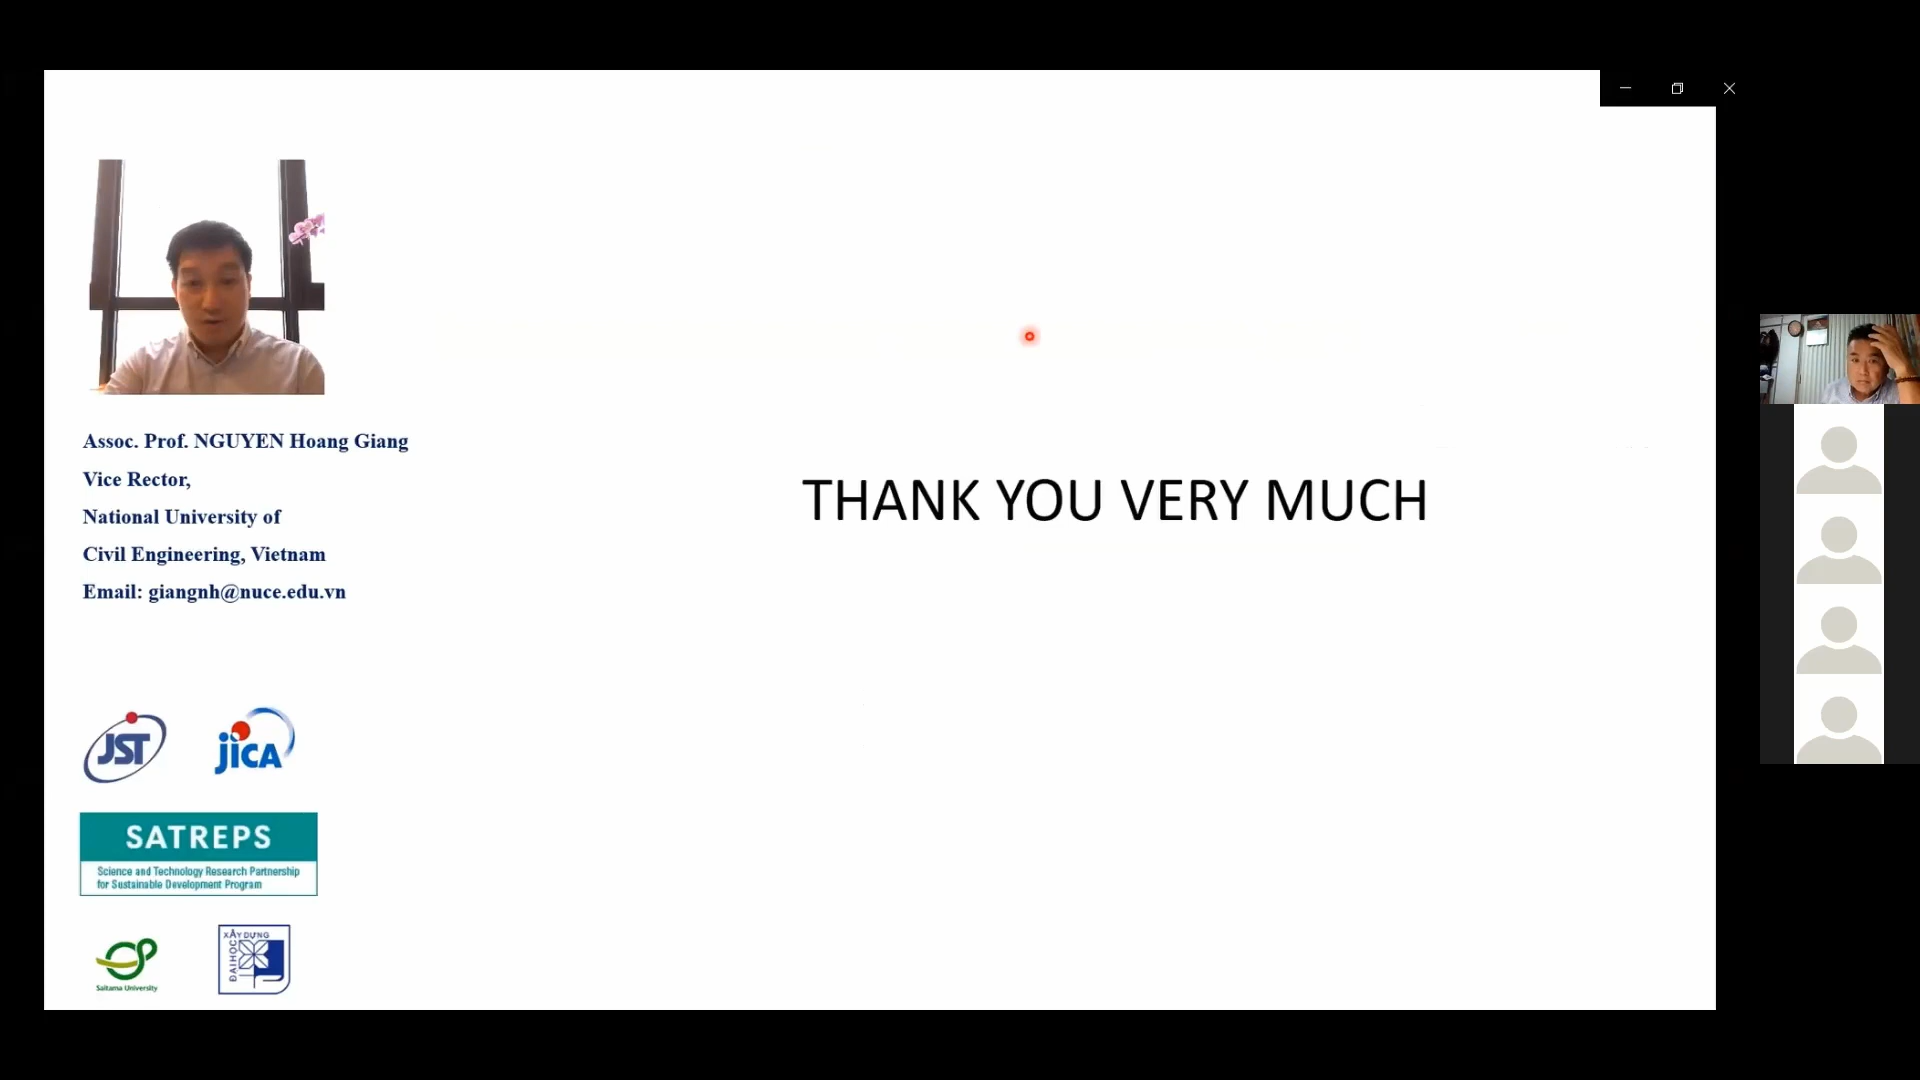 Assoc. Prof. NGUYEN Hoang Giang
Vice Rector,
National University of
Civil Engineering, Vietnam
Email: giangnh@nuce.edu.vn
THANK YOU VERY MUCH
JST
jICA
SATREPS
Science and Technology Research Partnership
for Sustainable Development Program
Saitama University
XÂY DỰNG
ĐẠI HỌC